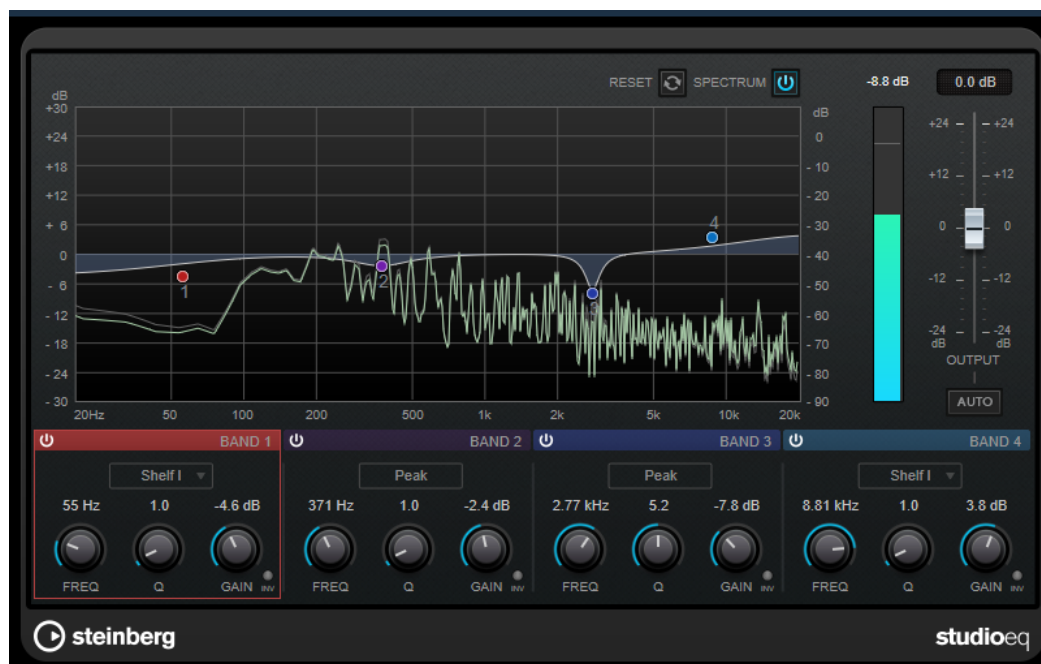 RESET SPECTRUM -8.8 dB 0.0 dB
dB
+30
+24
+18
+12
+ 6
0
- 6
- 12
- 18
- 24
- 30
dB
0
- 10
- 20
- 30
- 40
- 50
- 60
- 70
- 80
- 90
1
2
3
4
20Hz 50 100 200 500 1k 2k 5k 10k 20k
+24 +24
+12 +12
0 0
-12 -12
-24 -24
dB dB
OUTPUT
AUTO
BAND 1 BAND 2 BAND 3 BAND 4
Shelf I Peak Peak Shelf I
55 Hz 1.0 -4.6 dB 371 Hz 1.0 -2.4 dB 2.77 kHz 5.2 -7.8 dB 8.81 kHz 1.0 3.8 dB
FREQ Q GAIN INV FREQ Q GAIN INV FREQ Q GAIN INV FREQ Q GAIN INV
steinberg studioeq